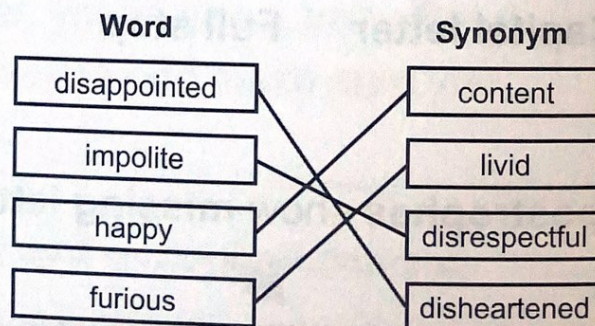 Word Synonym
disappointed content
impolite livid
happy disrespectful
furious disheartened